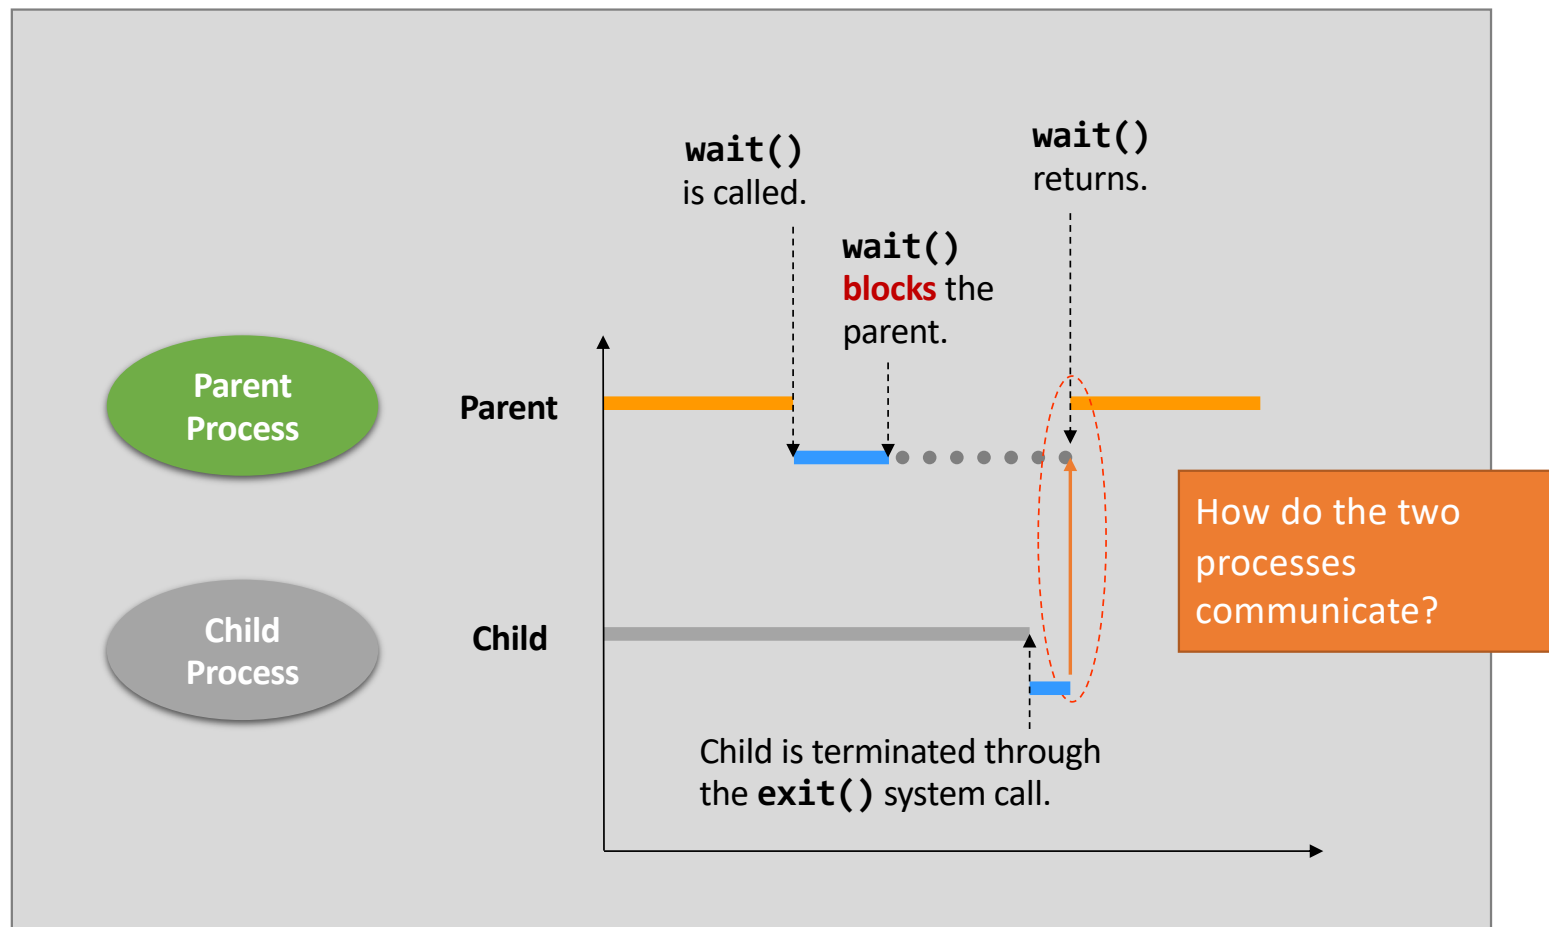 wait()
is called.
wait()
returns.
wait()
blocks the
parent.
Parent
Process
Parent
How do the two
processes
communicate?
Child
Process
Child
Child is terminated through
the exit() system call.